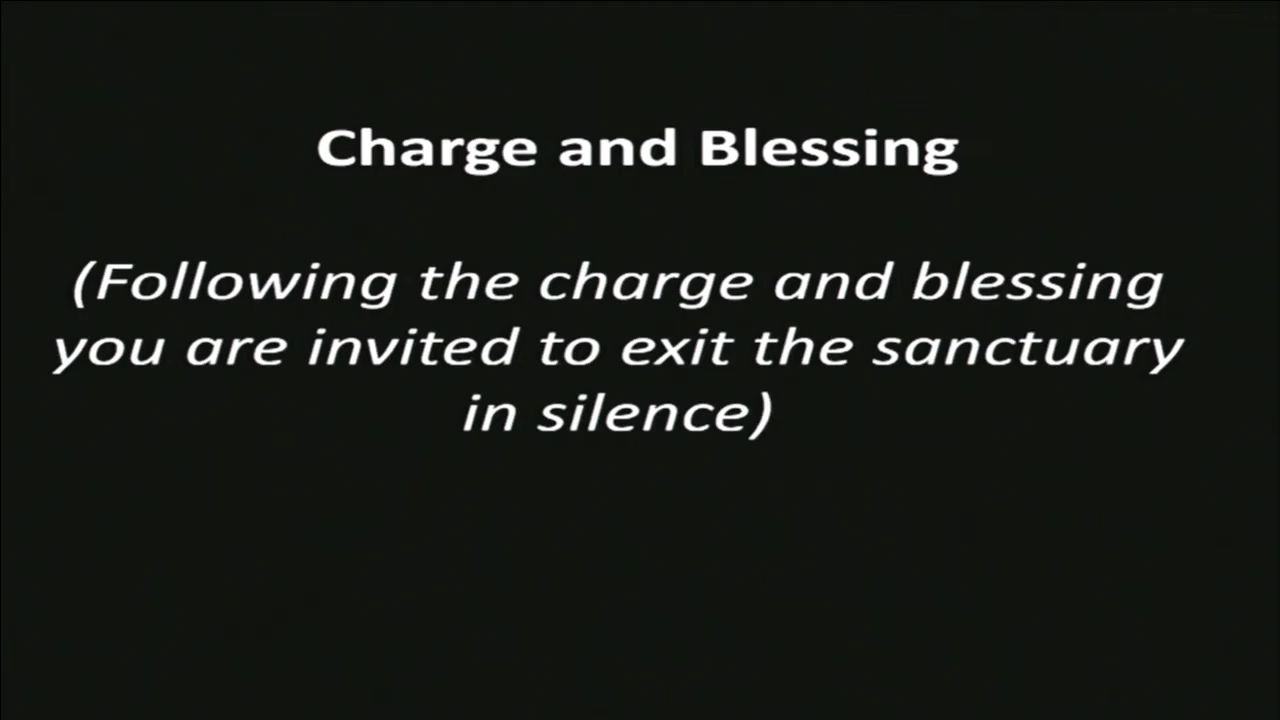 Charge and Blessing
(Following the charge and blessing
you are invited to exit the sanctuary
in silence)